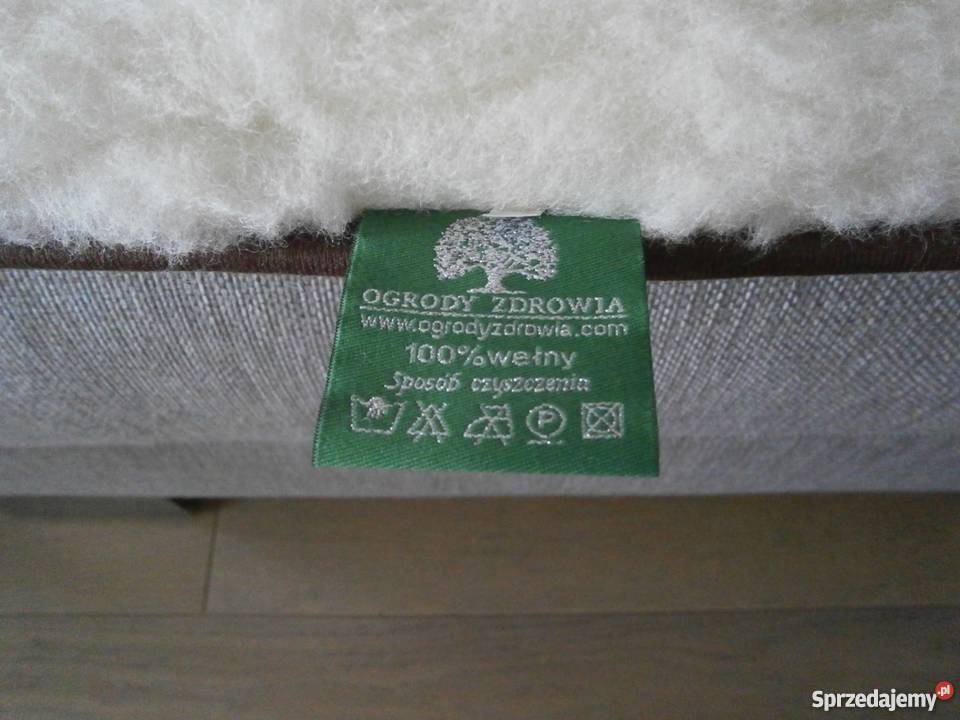 OGRODY ZDROWIA
www.ogrodyzdrowia.com
100%wełny
Sposób czyszczenia
P
Sprzedajemy.pl